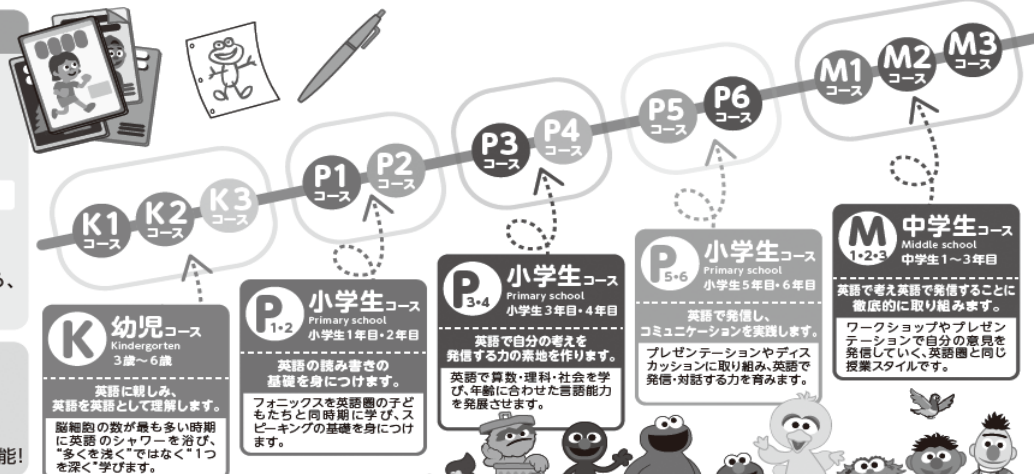 K1
コース
K2
コース
K3
コース
P1
コース
P2
コース
P3
コース
P4
コース
P5
コース
P6
コース
M1
コース
M2
コース
M3
コース
K
幼児コース
Kindergarten
3歳〜6歳
英語に親しみ、
英語を英語として理解します。
脳細胞の数が最も多い時期
に英語のシャワーを浴び、
“多くを浅く”ではなく“1つ
を深く”学びます。
P
1・2
小学生コース
Primary school
小学生1年目・2年目
英語の読み書きの
基礎を身につけます。
フォニックスを英語圏の子ど
もたちと同時期に学び、ス
ピーキングの基礎を身につけ
ます。
P
3・4
小学生コース
Primary school
小学生3年目・4年目
英語で自分の考えを
発信する力の素地を作ります。
英語で算数・理科・社会を学
び、年齢に合わせた言語能力
を発展させます。
P
5・6
小学生コース
Primary school
小学生5年目・6年目
英語で発信し、
コミュニケーションを実践します。
プレゼンテーションやディス
カッションに取り組み、英語で
発信・対話する力を育みます。
M
1・2・3
中学生コース
Middle school
中学生1〜3年目
英語で考え英語で発信することに
徹底的に取り組みます。
ワークショップやプレゼン
テーションで自分の意見を
発信していく、英語圏と同じ
授業スタイルです。
能!